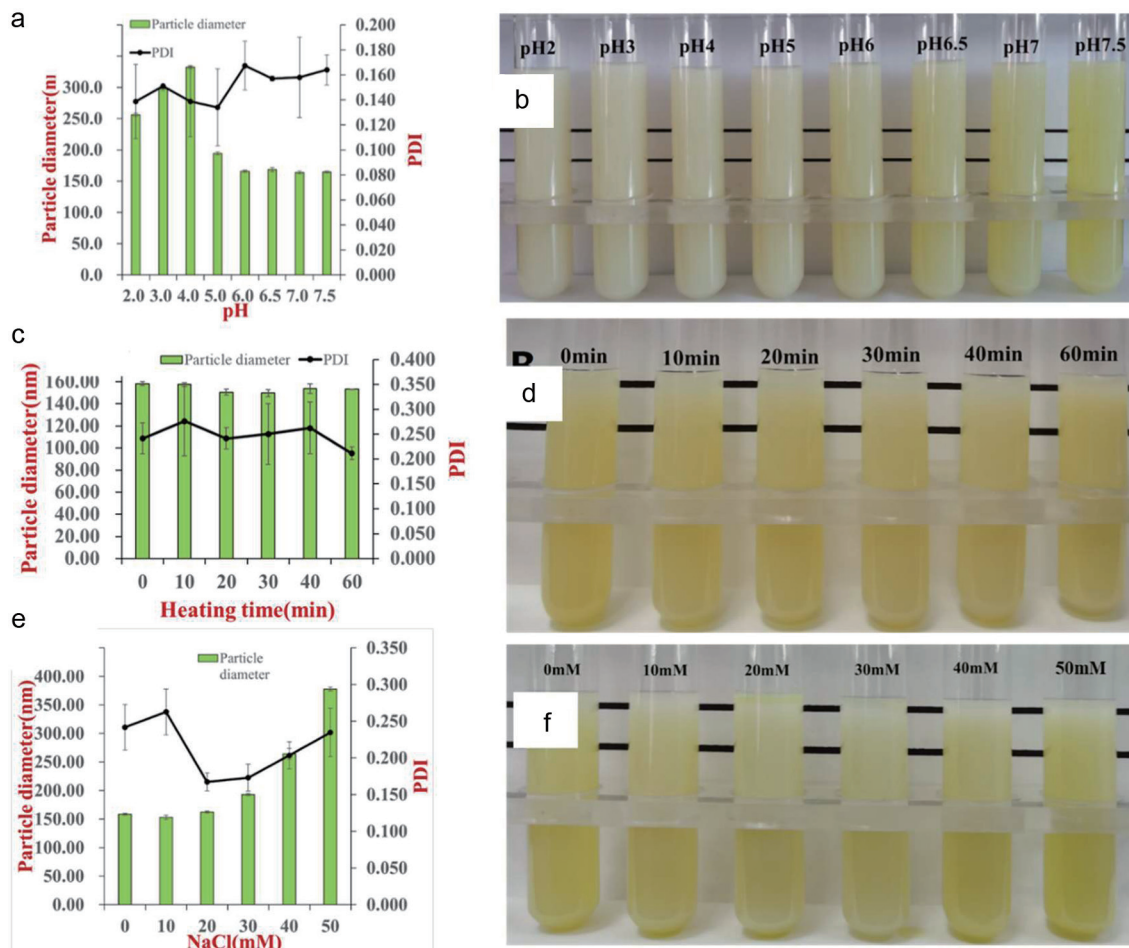 a
Particle diameter
PDI
Particle diameter(n
300.0
250.0
200.0
150.0
100.0
50.0
0.0
0.200
0.180
0.160
0.140
0.120
0.100
0.080
0.060
0.040
0.020
0.000
PDI
2.0 3.0 4.0 5.0 6.0 6.5 7.0 7.5
pH
b
pH2 pH3 pH4 pH5 pH6 pH6.5 pH7 pH7.5
c
Particle diameter PDI
Particle diameter(nm)
160.00
140.00
120.00
100.00
80.00
60.00
40.00
20.00
0.00
0.400
0.350
0.300
0.250
0.200
0.150
0.100
0.050
0.000
PDI
0 10 20 30 40 60
Heating time(min)
d
0min 10min 20min 30min 40min 60min
e
Particle
diameter
Particle diameter(nm)
400.00
350.00
300.00
250.00
200.00
150.00
100.00
50.00
0.00
0.350
0.300
0.250
0.200
0.150
0.100
0.050
0.000
PDI
0 10 20 30 40 50
NaCl(mM)
f
0mM 10mM 20mM 30mM 40mM 50mM